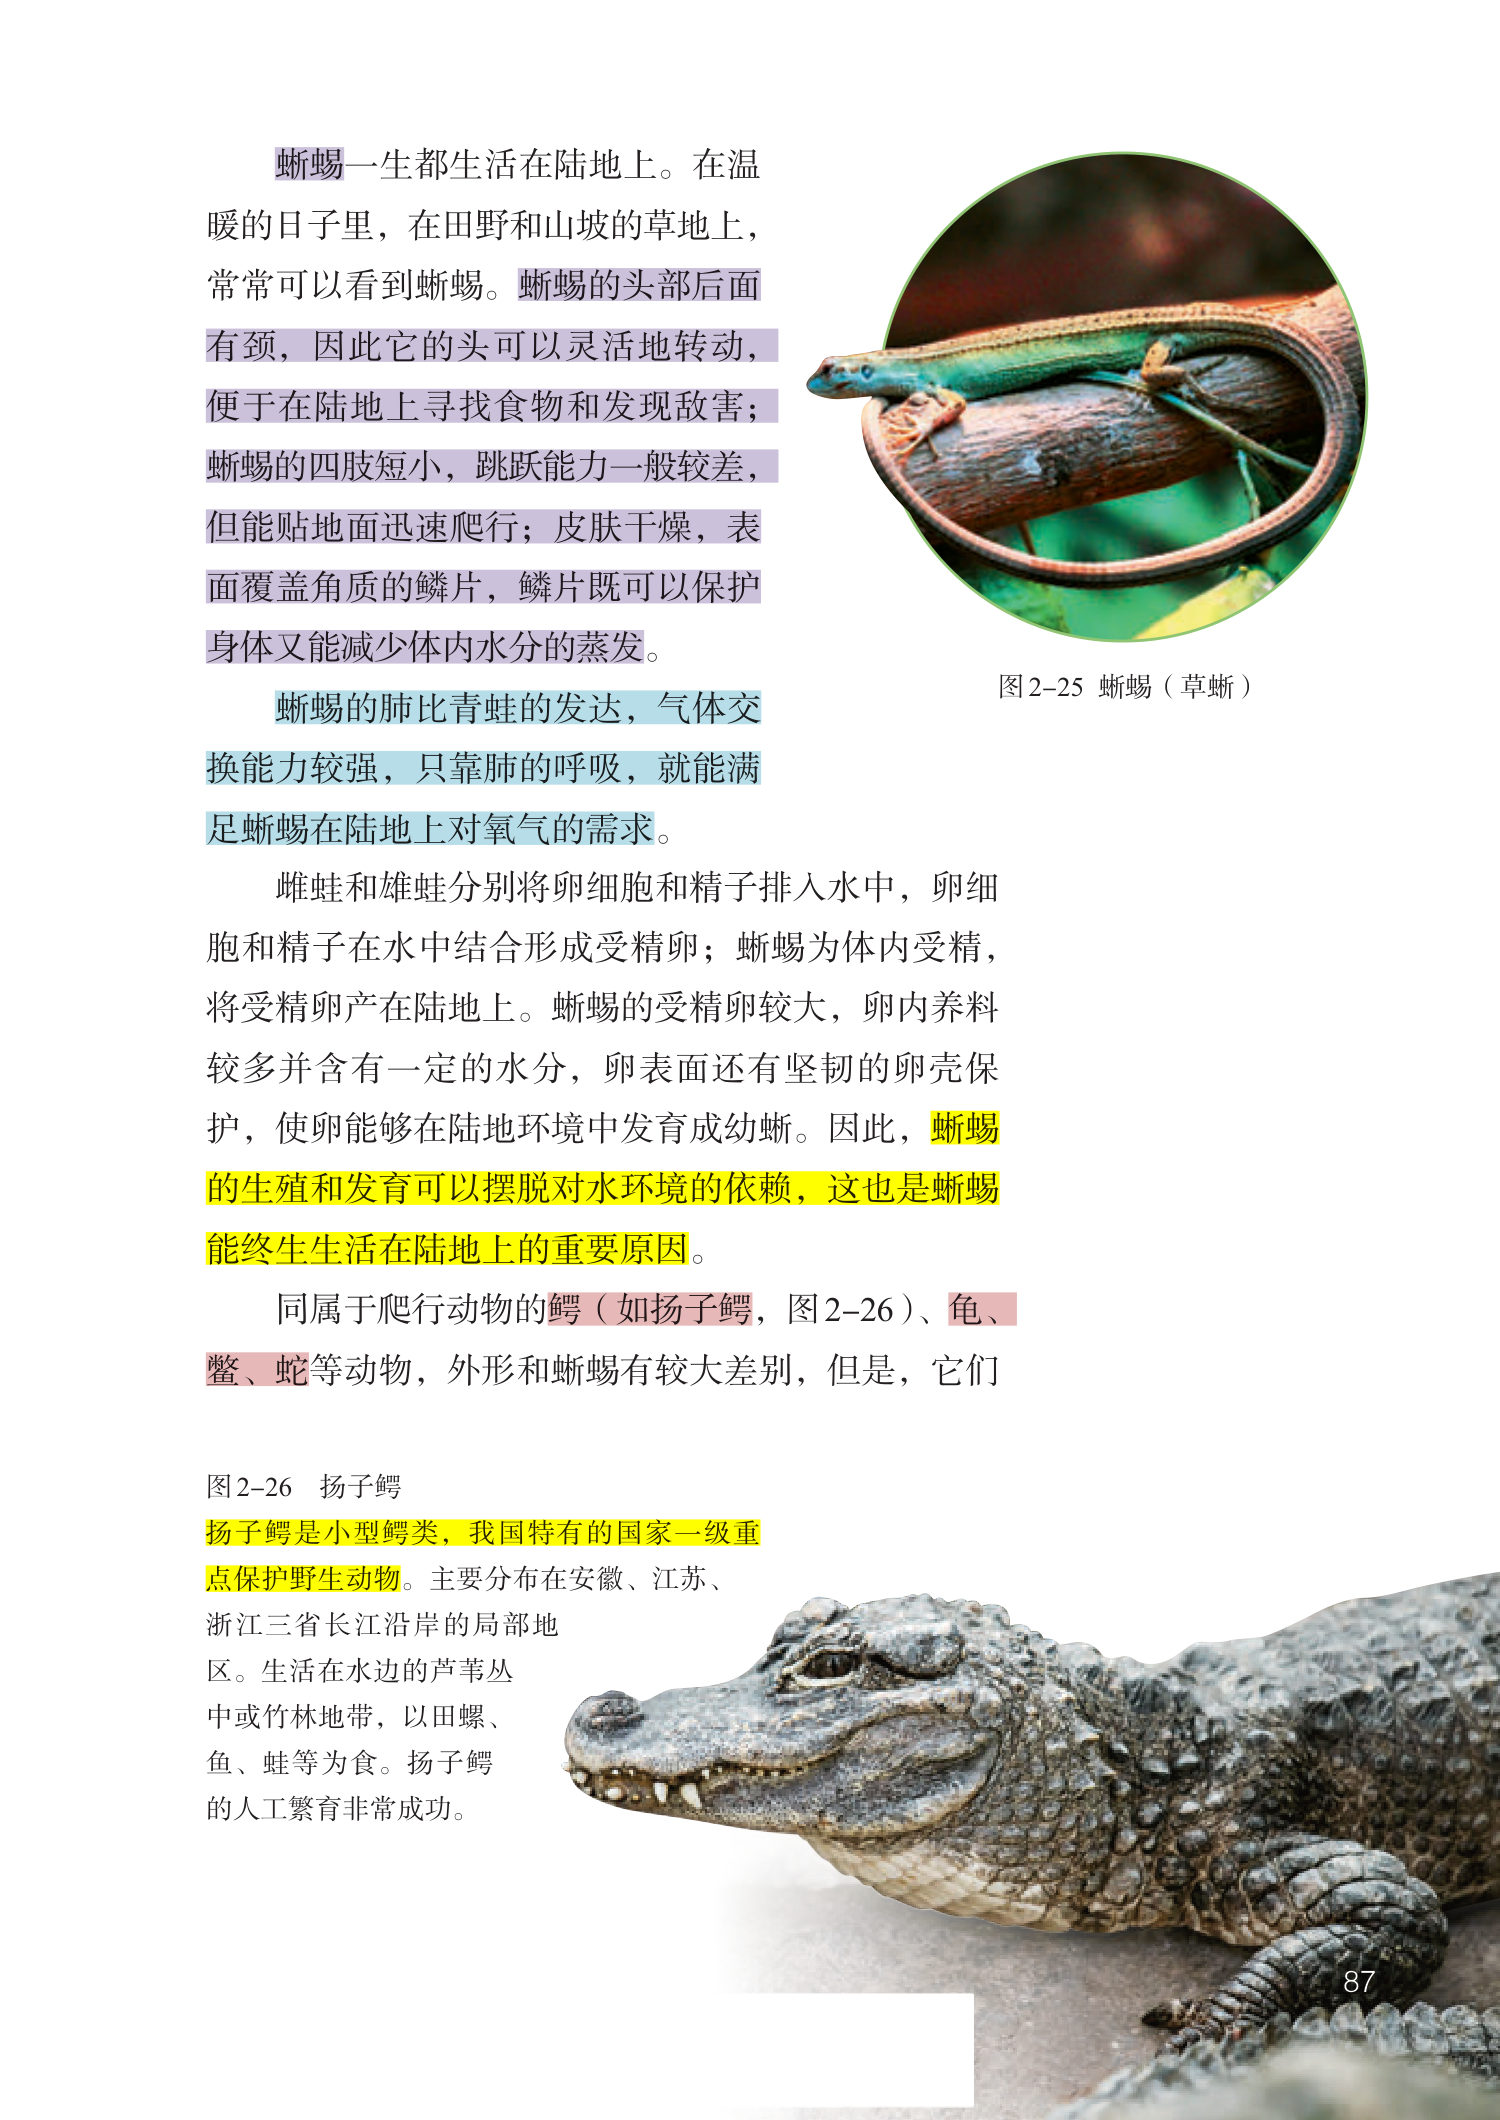 蜥蜴一生都生活在陆地上。在温
暖的日子里，在田野和山坡的草地上，
常常可以看到蜥蜴。蜥蜴的头部后面
有颈，因此它的头可以灵活地转动，
便于在陆地上寻找食物和发现敌害；
蜥蜴的四肢短小，跳跃能力一般较差，
但能贴地面迅速爬行；皮肤干燥，表
面覆盖角质的鳞片，鳞片既可以保护
身体又能减少体内水分的蒸发。
图2-25 蜥蜴（草蜥）
蜥蜴的肺比青蛙的发达，气体交
换能力较强，只靠肺的呼吸，就能满
足蜥蜴在陆地上对氧气的需求。
雌蛙和雄蛙分别将卵细胞和精子排入水中，卵细
胞和精子在水中结合形成受精卵；蜥蜴为体内受精，
将受精卵产在陆地上。蜥蜴的受精卵较大，卵内养料
较多并含有一定的水分，卵表面还有坚韧的卵壳保
护，使卵能够在陆地环境中发育成幼蜥。因此，蜥蜴
的生殖和发育可以摆脱对水环境的依赖，这也是蜥蜴
能终生生活在陆地上的重要原因。
同属于爬行动物的鳄（如扬子鳄，图2-26）、龟、
鳖、蛇等动物，外形和蜥蜴有较大差别，但是，它们
图2-26 扬子鳄
扬子鳄是小型鳄类，我国特有的国家一级重
点保护野生动物。主要分布在安徽、江苏、
浙江三省长江沿岸的局部地
区。生活在水边的芦苇丛
中或竹林地带，以田螺、
鱼、蛙等为食。扬子鳄
的人工繁育非常成功。
87